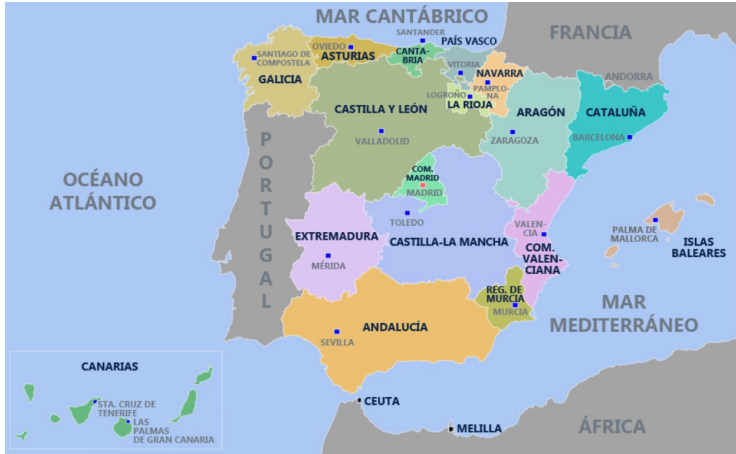 MAR CANTÁBRICO
FRANCIA
SANTANDER
OVIEDO
ASTURIAS
CANTA-
BRIA
PAÍS VASCO
VITORIA
SANTIAGO DE
COMPOSTELA
GALICIA
NAVARRA
PAMPLO-
NA
LOGROÑO
LA RIOJA
ANDORRA
CASTILLA Y LEÓN
VALLADOLID
ARAGÓN
ZARAGOZA
CATALUÑA
BARCELONA
PORTUGAL
OCÉANO
ATLÁNTICO
COM.
MADRID
MADRID
TOLEDO
CASTILLA-LA MANCHA
EXTREMADURA
MÉRIDA
VALEN-
CIA
COM.
VALEN-
CIANA
PALMA DE
MALLORCA
ISLAS
BALEARES
REG. DE
MURCIA
MURCIA
MAR
MEDITERRÁNEO
ANDALUCÍA
SEVILLA
CANARIAS
STA. CRUZ DE
TENERIFE
LAS
PALMAS
DE GRAN CANARIA
CEUTA
MELILLA
ÁFRICA